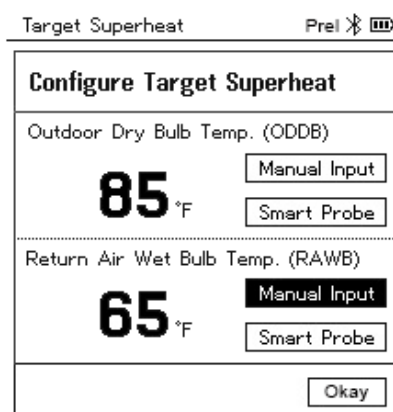 Target Superheat Prel
Configure Target Superheat
Outdoor Dry Bulb Temp. (ODDB)
85 °F
Manual Input
Smart Probe
Return Air Wet Bulb Temp. (RAWB)
65 °F
Manual Input
Smart Probe
Okay